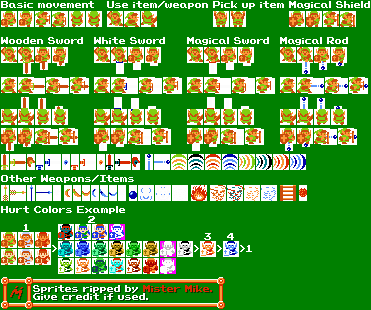 Basic movement Use item/weapon Pick up item Magical Shield
Wooden Sword White Sword Magical Sword Magical Rod
Other Weapons/Items
Hurt Colors Example
1 2 3 4
>1
Sprites ripped by Mister Mike.
Give credit if used.